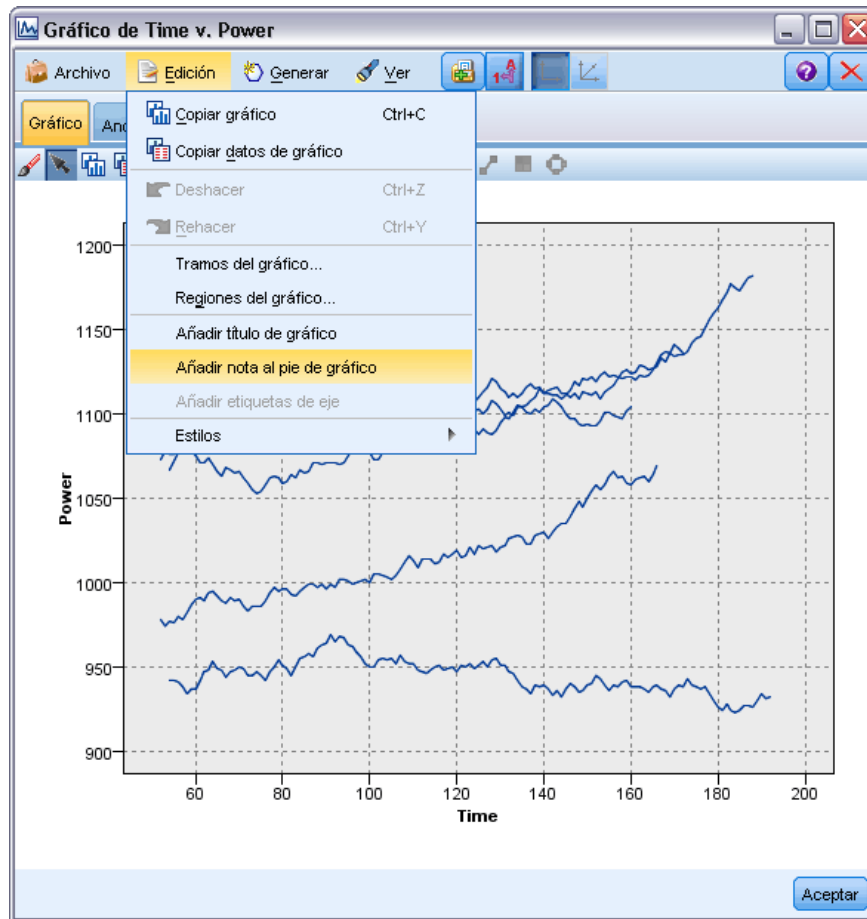 Gráfico de Time v. Power
Archivo Edición Generar Ver
Gráfico
Copiar gráfico Ctrl+C
Copiar datos de gráfico
Deshacer Ctrl+Z
Rehacer Ctrl+Y
Tramos del gráfico...
Regiones del gráfico...
Añadir título de gráfico
Añadir nota al pie de gráfico
Añadir etiquetas de eje
Estilos
1200
1150
1100
1050
1000
950
900
Power
60 80 100 120 140 160 180 200
Time
Aceptar